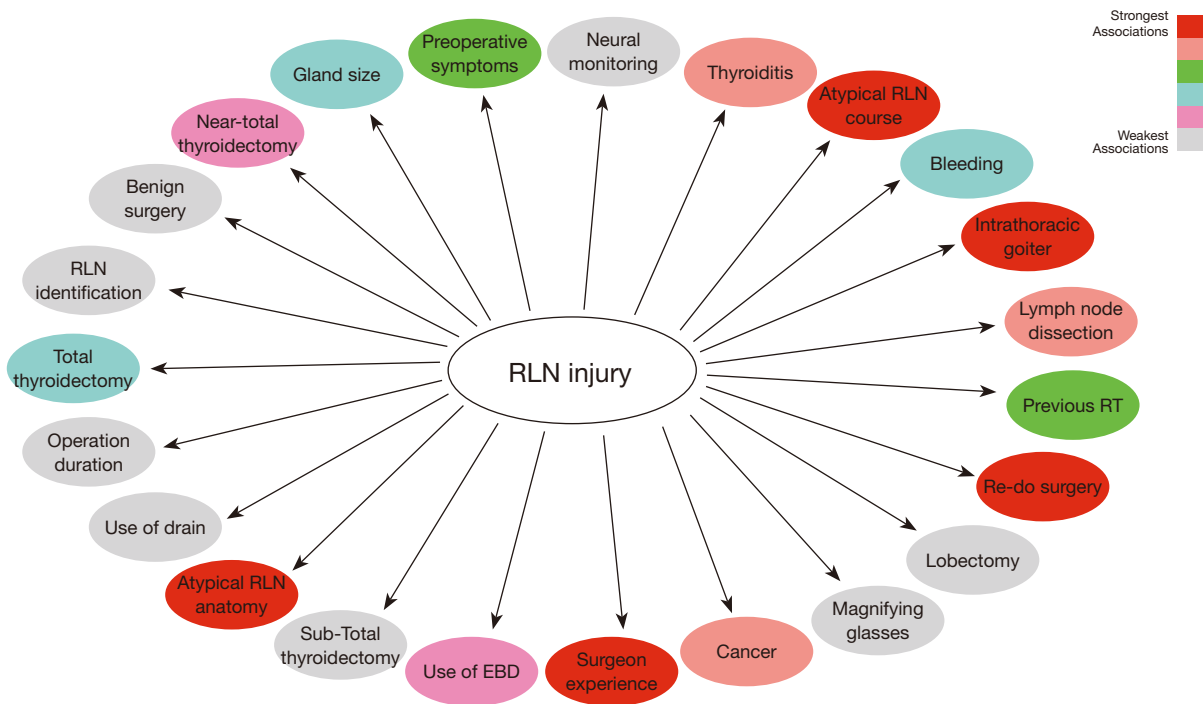 Strongest
Associations
Weakest
Associations
Preoperative
symptoms
Neural
monitoring
Thyroiditis
Atypical RLN
course
Bleeding
Intrathoracic
goiter
Lymph node
dissection
Previous RT
Re-do surgery
Lobectomy
Magnifying
glasses
Cancer
Surgeon
experience
Use of EBD
Sub-Total
thyroidectomy
Atypical RLN
anatomy
Use of drain
Operation
duration
Total
thyroidectomy
RLN
identification
Benign
surgery
Near-total
thyroidectomy
Gland size
RLN injury